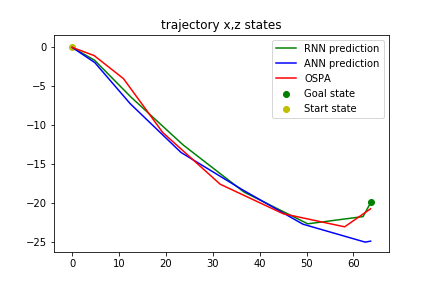 trajectory x,z states
RNN prediction
ANN prediction
OSPA
Goal state
Start state
0
−5
−10
−15
−20
−25
0 10 20 30 40 50 60